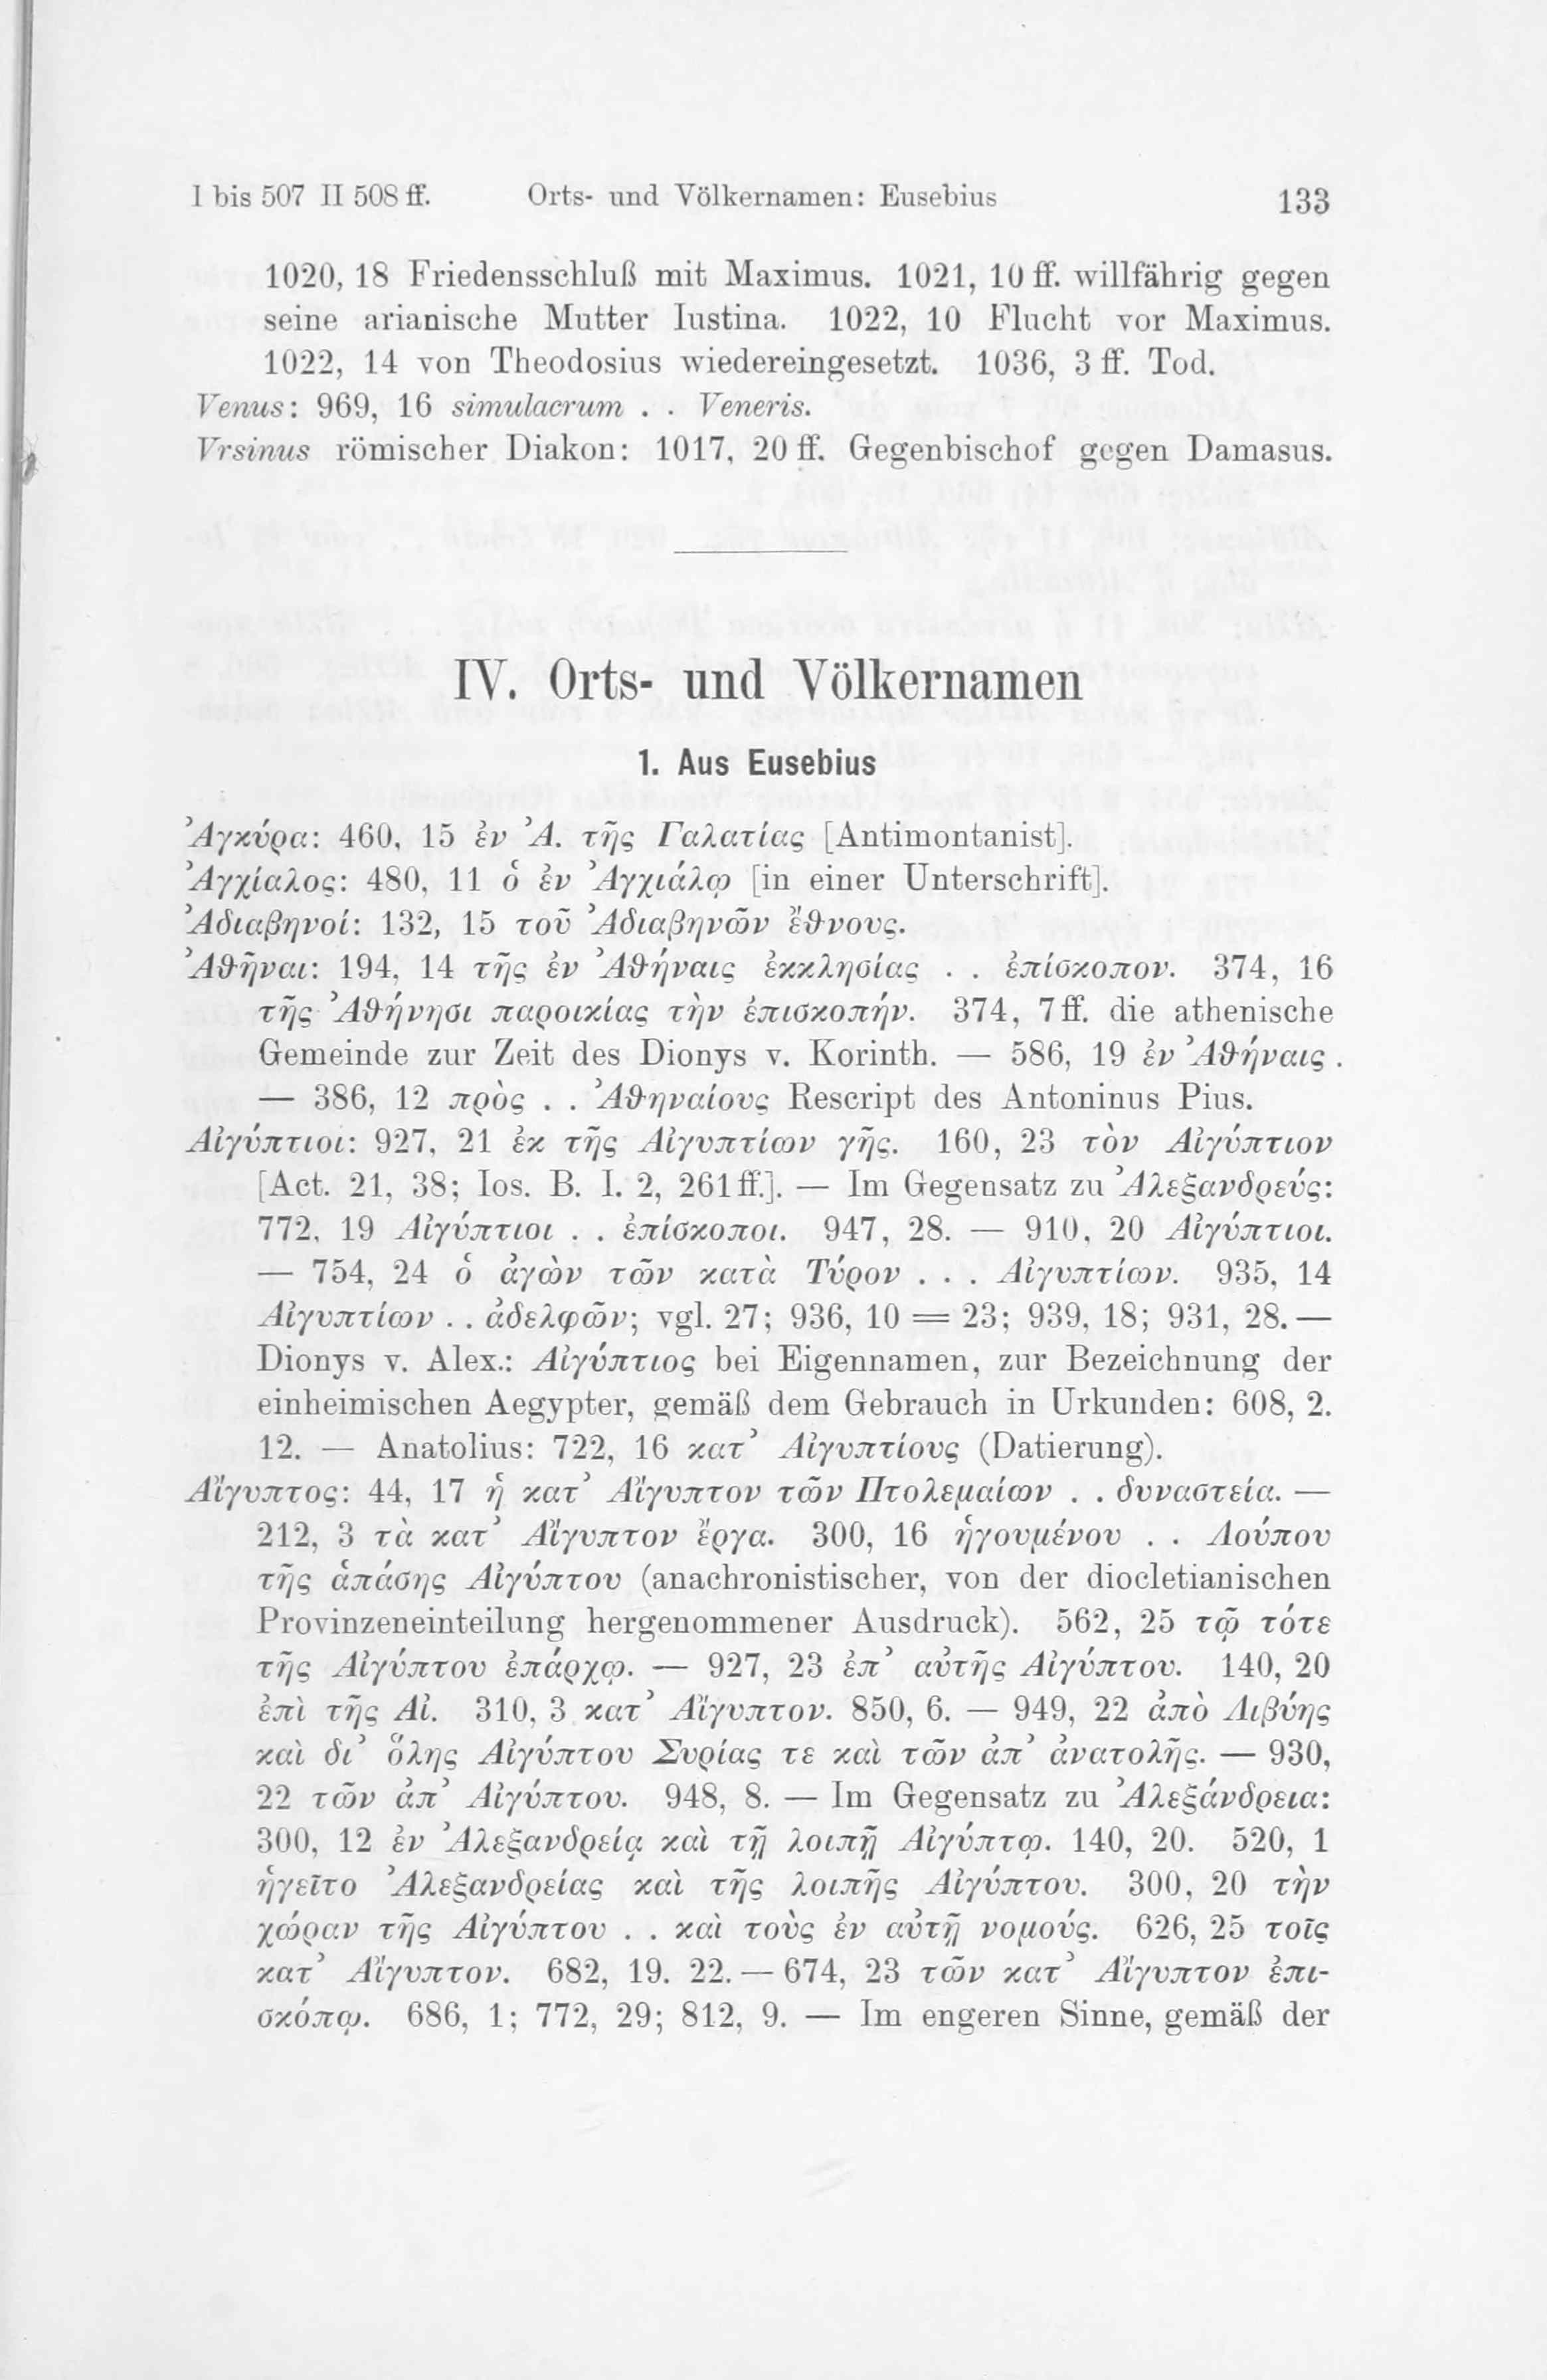 I bis 507 II 508 ff. Orts- und Völkernamen: Eusebius 133
1020, 18 Friedensschluß mit Maximus. 1021, 10 ff. willfährig gegen
seine arianische Mutter Iustina. 1022, 10 Flucht vor Maximus.
1022, 14 von Theodosius wiedereingesetzt. 1036, 3 ff. Tod.
Venus: 969, 16 simulacrum . . Veneris.
Vrsinus römischer Diakon: 1017, 20 ff. Gegenbischof gegen Damasus.
IV. Orts- und Völkernamen
1. Aus Eusebius
Ἄγκύρα: 460, 15 ἐν Ἀ. τῆς Γαλατίας [Antimontanist].
Ἀγχίαλος: 480, 11 ὁ ἐν Ἀγχιάλῳ [in einer Unterschrift].
Ἀδιαβηνοί: 132, 15 τοῦ Ἀδιαβηνῶν ἔθνους.
Ἀθῆναι: 194, 14 τῆς ἐν Ἀθήναις ἐκκλησίας . . ἐπίσκοπον. 374, 16
τῆς Ἀθήνησι παροικίας τὴν ἐπισκοπήν. 374, 7 ff. die athenische
Gemeinde zur Zeit des Dionys v. Korinth. — 586, 19 ἐν Ἀθήναις .
— 386, 12 πρὸς . . Ἀθηναίους Rescript des Antoninus Pius.
Αἰγύπτιοι: 927, 21 ἐκ τῆς Αἰγυπτίων γῆς. 160, 23 τὸν Αἰγύπτιον
[Act. 21, 38; Ios. B. I. 2, 261 ff.]. — Im Gegensatz zu Ἀλεξανδρεύς:
772, 19 Αἰγύπτιοι . . ἐπίσκοποι. 947, 28. — 910, 20 Αἰγύπτιοι.
— 754, 24 ὁ ἀγὼν τῶν κατὰ Τύρον . . . Αἰγυπτίων. 935, 14
Αἰγυπτίων . . ἀδελφῶν; vgl. 27; 936, 10 = 23; 939, 18; 931, 28. —
Dionys v. Alex.: Αἰγύπτιος bei Eigennamen, zur Bezeichnung der
einheimischen Aegypter, gemäß dem Gebrauch in Urkunden: 608, 2.
12. — Anatolius: 722, 16 κατ᾽ Αἰγυπτίους (Datierung).
Αἴγυπτος: 44, 17 ἡ κατ᾽ Αἴγυπτον τῶν Πτολεμαίων . . δυναστεία. —
212, 3 τὰ κατ᾽ Αἴγυπτον ἔργα. 300, 16 ἡγουμένου . . Λούπου
τῆς ἁπάσης Αἰγύπτου (anachronistischer, von der diocletianischen
Provinzeneinteilung hergenommener Ausdruck). 562, 25 τῷ τότε
τῆς Αἰγύπτου ἐπάρχῳ. — 927, 23 ἐπ᾽ αὐτῆς Αἰγύπτου. 140, 20
ἐπὶ τῆς Αἰ. 310, 3 κατ᾽ Αἴγυπτον. 850, 6. — 949, 22 ἀπὸ Λιβύης
καὶ δι᾽ ὅλης Αἰγύπτου Συρίας τε καὶ τῶν ἀπ᾽ ἀνατολῆς. — 930,
22 τῶν ἀπ᾽ Αἰγύπτου. 948, 8. — Im Gegensatz zu Ἀλεξάνδρεια:
300, 12 ἐν Ἀλεξανδρείᾳ καὶ τῇ λοιπῇ Αἰγύπτῳ. 140, 20. 520, 1
ἡγεῖτο Ἀλεξανδρείας καὶ τῆς λοιπῆς Αἰγύπτου. 300, 20 τὴν
χώραν τῆς Αἰγύπτου . . καὶ τοὺς ἐν αὐτῇ νομούς. 626, 25 τοῖς
κατ᾽ Αἴγυπτον. 682, 19. 22. — 674, 23 τῶν κατ᾽ Αἴγυπτον ἐπι-
σκόπῳ. 686, 1; 772, 29; 812, 9. — Im engeren Sinne, gemäß der